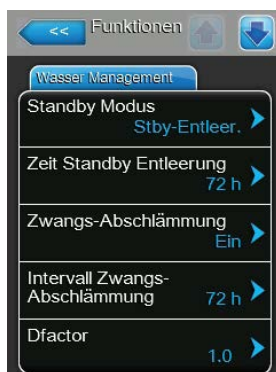 <<
Funktionen
Wasser Management
Standby Modus
Stby-Entleer.
Zeit Standby Entleerung
72 h
Zwangs-Abschlämmung
Ein
Intervall Zwangs-
Abschlämmung
72 h
Dfactor
1.0